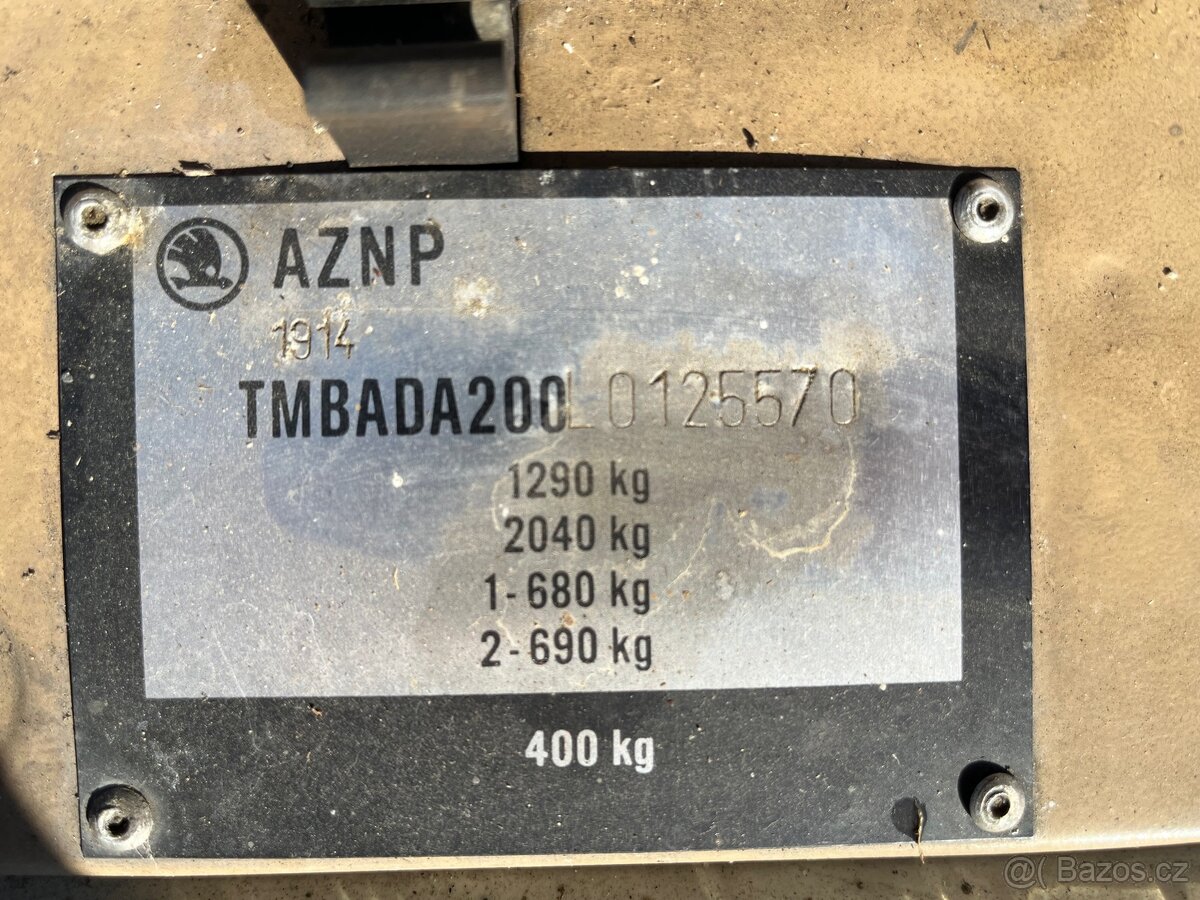 AZNP
1914
TMBADA200L0125570
1290 kg
2040 kg
1-680 kg
2-690 kg
400 kg
@( Bazos.cz